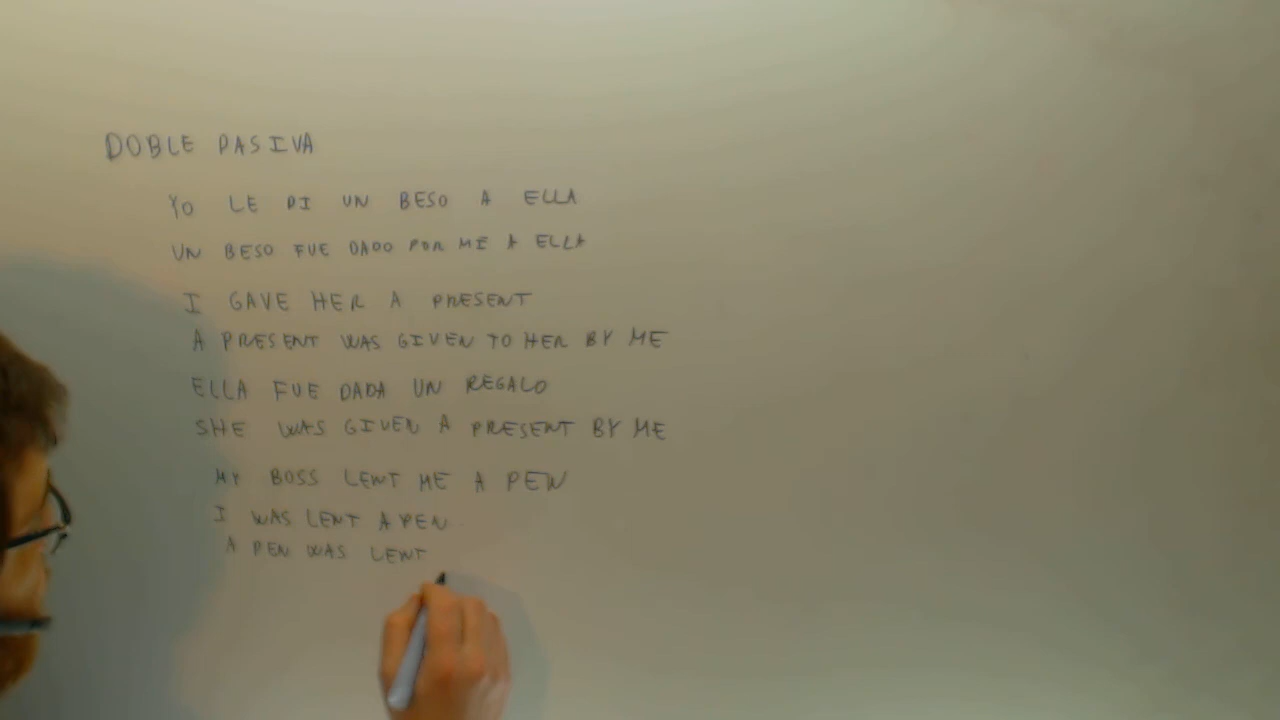 DOBLE PASIVA
YO LE DI UN BESO A ELLA
UN BESO FUE DADO POR MI A ELLA
I GAVE HER A PRESENT
A PRESENT WAS GIVEN TO HER BY ME
ELLA FUE DADA UN REGALO
SHE WAS GIVEN A PRESENT BY ME
MY BOSS LENT ME A PEN
I WAS LENT A PEN
A PEN WAS LENT